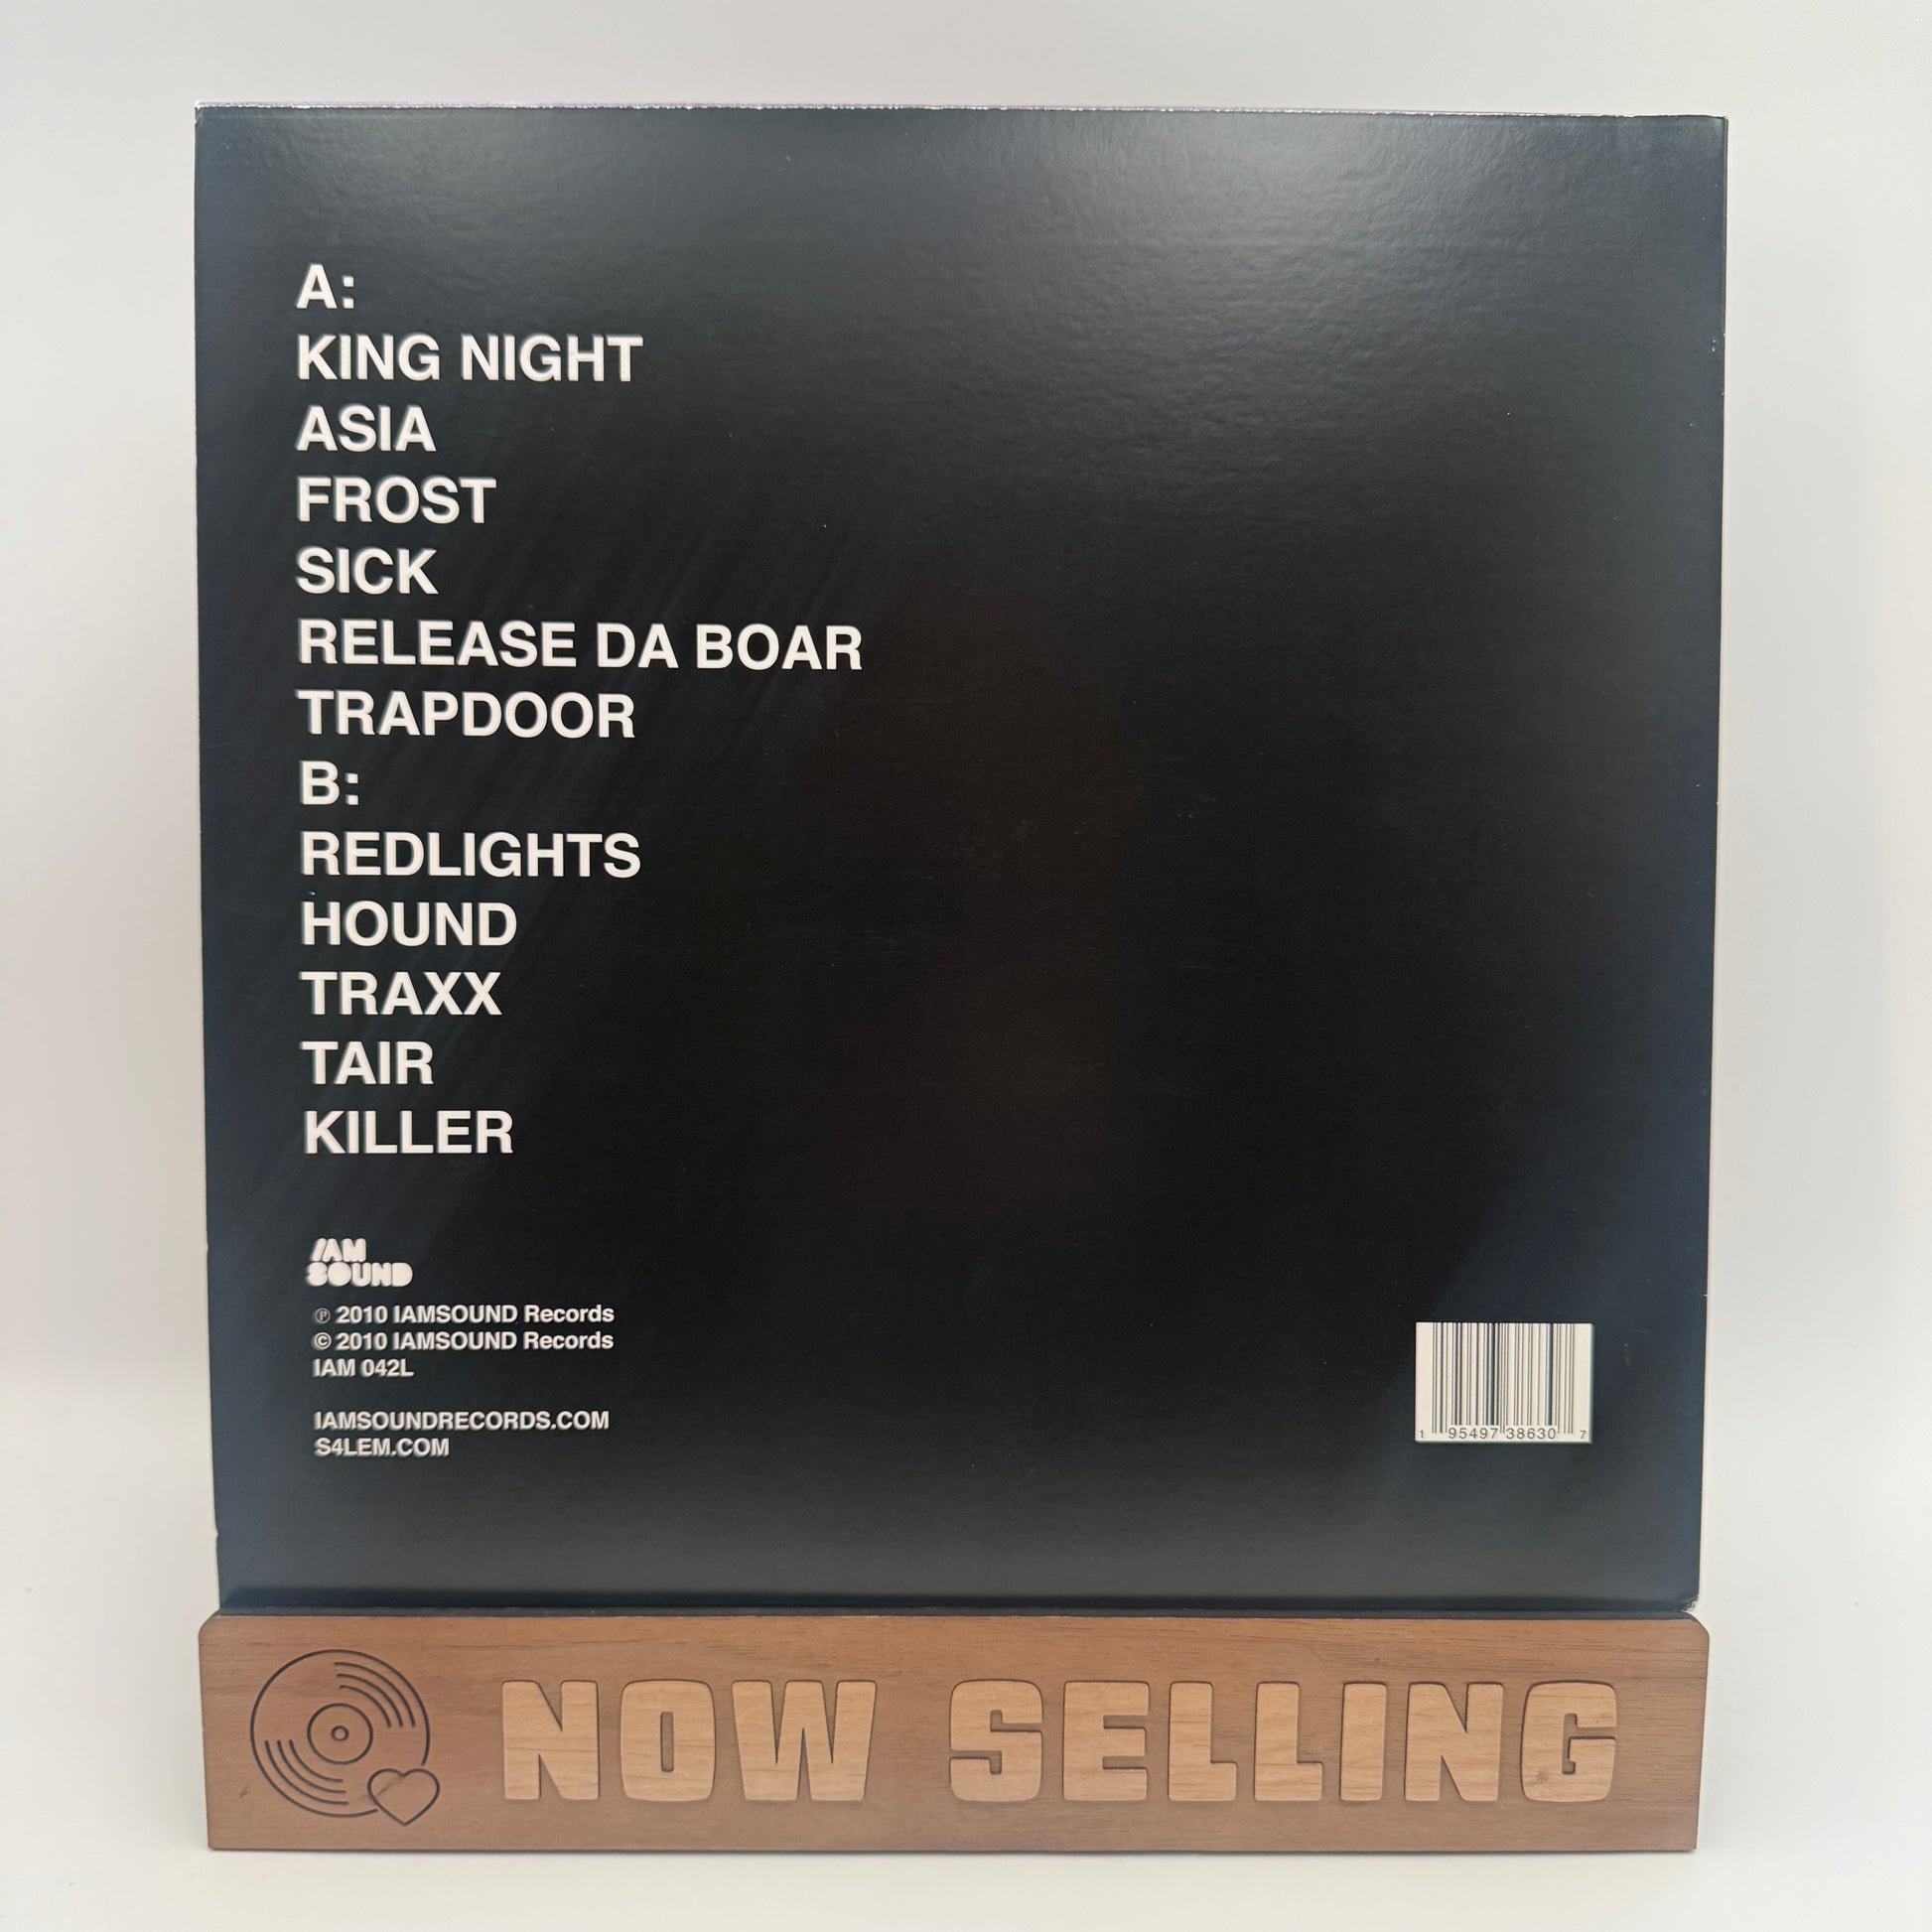 A:
KING NIGHT
ASIA
FROST
SICK
RELEASE DA BOAR
TRAPDOOR
B:
REDLIGHTS
HOUND
TRAXX
TAIR
KILLER
IAM
SOUND
℗ 2010 IAMSOUND Records
© 2010 IAMSOUND Records
IAM 042L
IAMSOUNDRECORDS.COM
S4LEM.COM
1 95497 38630 7
NOW SELLING